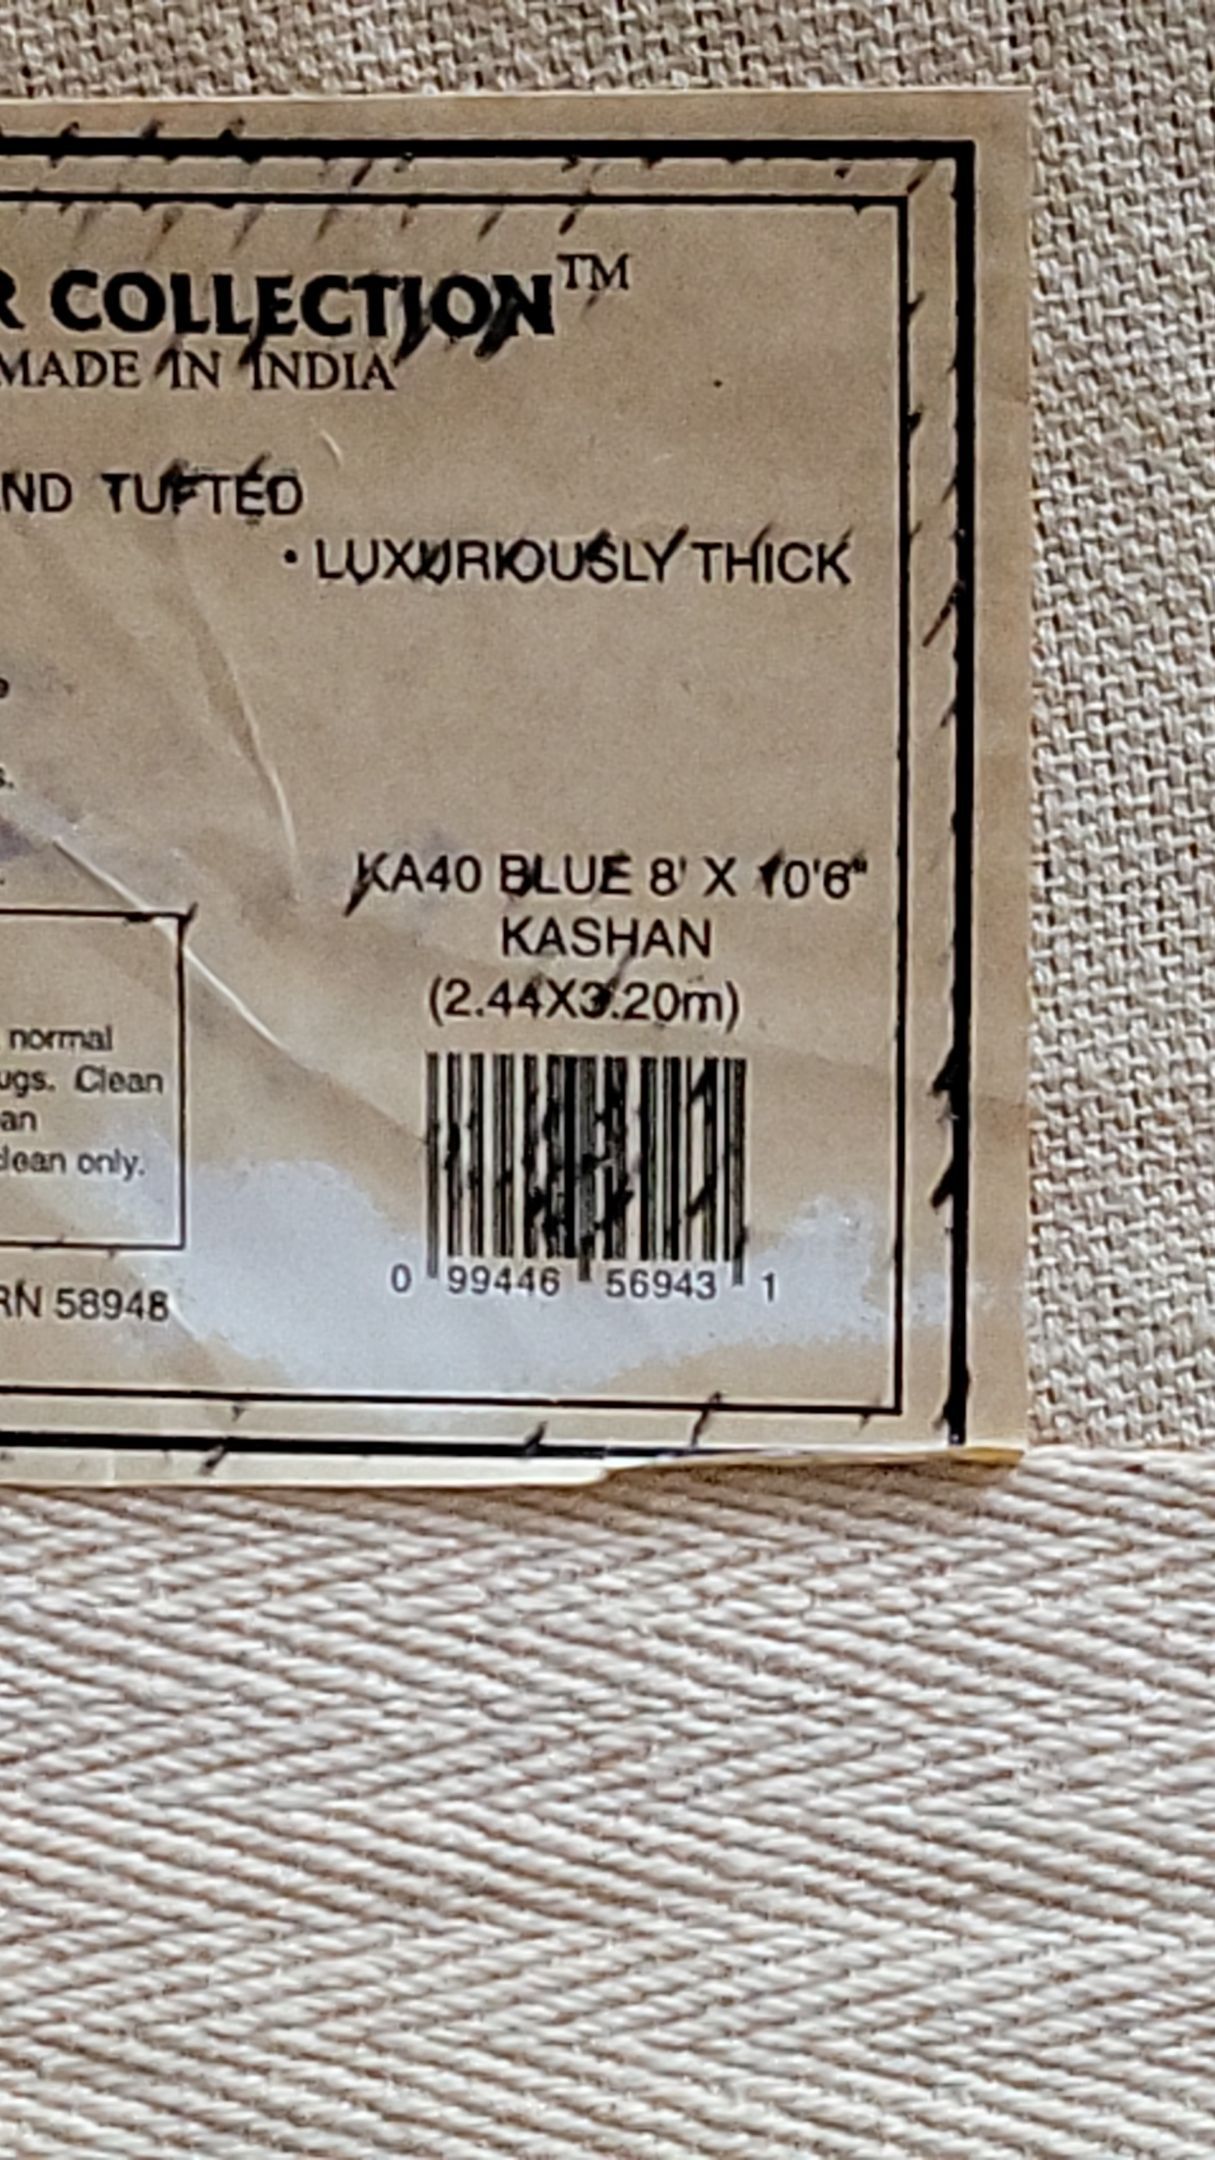 R COLLECTION™
MADE IN INDIA
ND TUFTED
• LUXURIOUSLY THICK
e
s.
KA40 BLUE 8' X 10'6"
KASHAN
(2.44X3.20m)
normal
ugs. Clean
an
clean only.
0 99446 56943 1
RN 58948